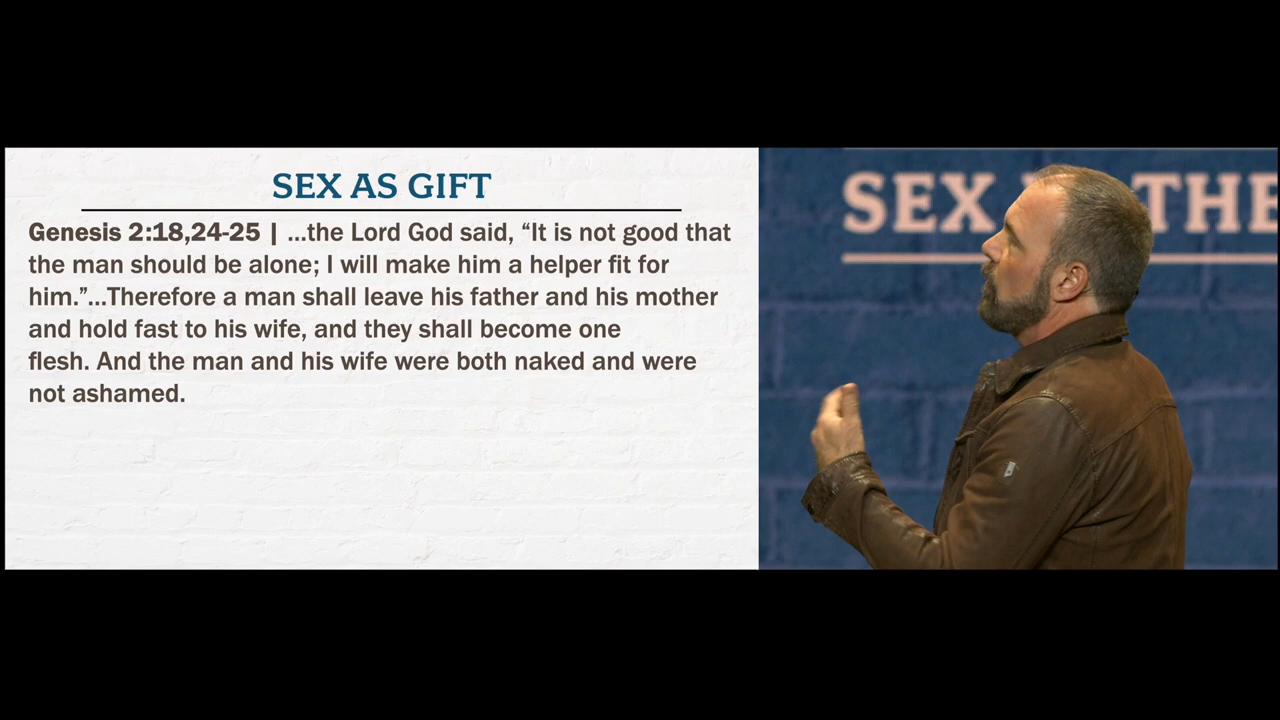 SEX AS GIFT
Genesis 2:18,24-25 | ...the Lord God said, “It is not good that
the man should be alone; I will make him a helper fit for
him.”...Therefore a man shall leave his father and his mother
and hold fast to his wife, and they shall become one
flesh. And the man and his wife were both naked and were
not ashamed.
SEX THE